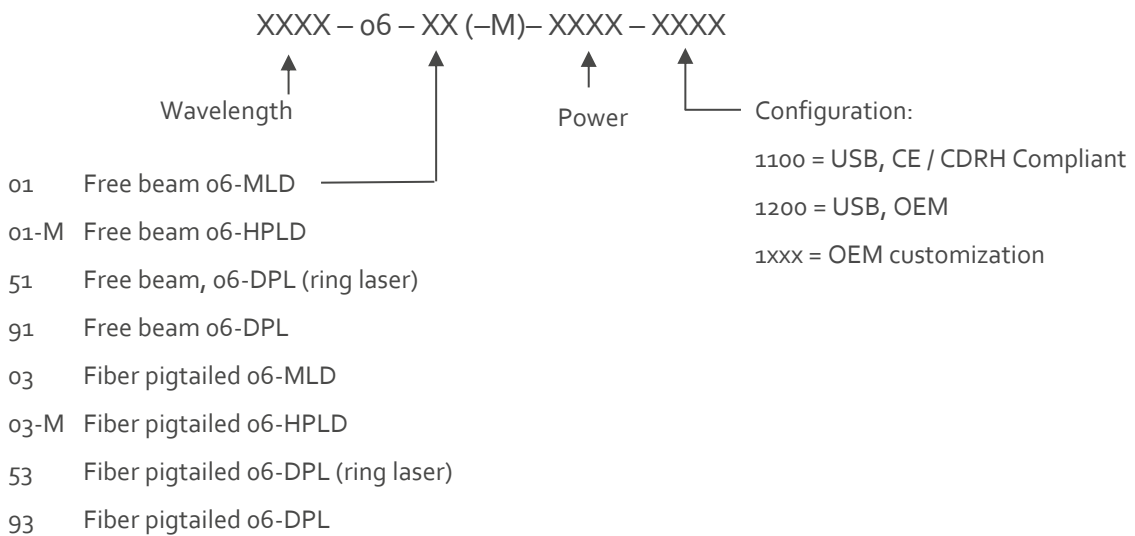 XXXX – 06 – XX (–M)– XXXX – XXXX
Wavelength
Power
Configuration:
1100 = USB, CE / CDRH Compliant
1200 = USB, OEM
1xxx = OEM customization
01 Free beam 06-MLD
01-M Free beam 06-HPLD
51 Free beam, 06-DPL (ring laser)
91 Free beam 06-DPL
03 Fiber pigtailed 06-MLD
03-M Fiber pigtailed 06-HPLD
53 Fiber pigtailed 06-DPL (ring laser)
93 Fiber pigtailed 06-DPL